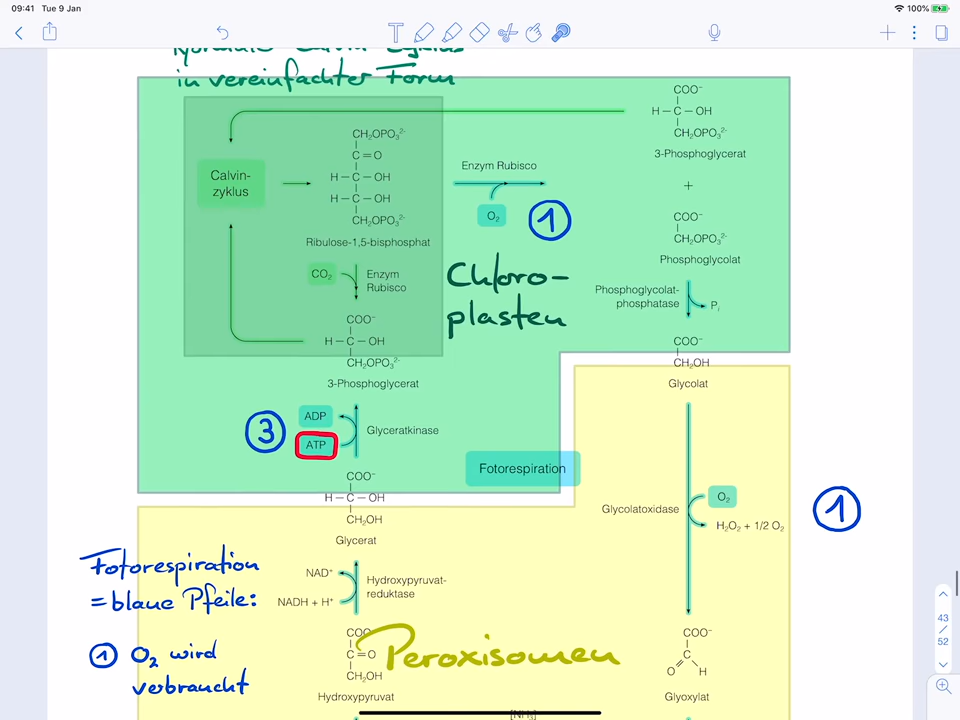 09:41 Tue 9 Jan
100%
in vereinfachter Form
COO⁻
H – C – OH
CH₂OPO₃²⁻
3-Phosphoglycerat
+
COO⁻
CH₂OPO₃²⁻
Phosphoglycolat
Phosphoglycolat-
phosphatase
Pᵢ
COO⁻
CH₂OH
Glycolat
Calvin-
zyklus
CH₂OPO₃²⁻
C = O
H – C – OH
H – C – OH
CH₂OPO₃²⁻
Ribulose-1,5-bisphosphat
Enzym Rubisco
O₂
1
CO₂
Enzym
Rubisco
Chloro-
plasten
COO⁻
H – C – OH
CH₂OPO₃²⁻
3-Phosphoglycerat
3
ADP
ATP
Glyceratkinase
Fotorespiration
COO⁻
H – C – OH
CH₂OH
Glycerat
Glycolatoxidase
O₂
H₂O₂ + 1/2 O₂
1
NAD⁺
NADH + H⁺
Hydroxypyruvat-
reduktase
Fotorespiration
= blaue Pfeile:
1 O₂ wird
verbraucht
COO
C = O
CH₂OH
Hydroxypyruvat
Peroxisomen
COO⁻
C
O H
Glyoxylat
[NH₃]
43
/
52